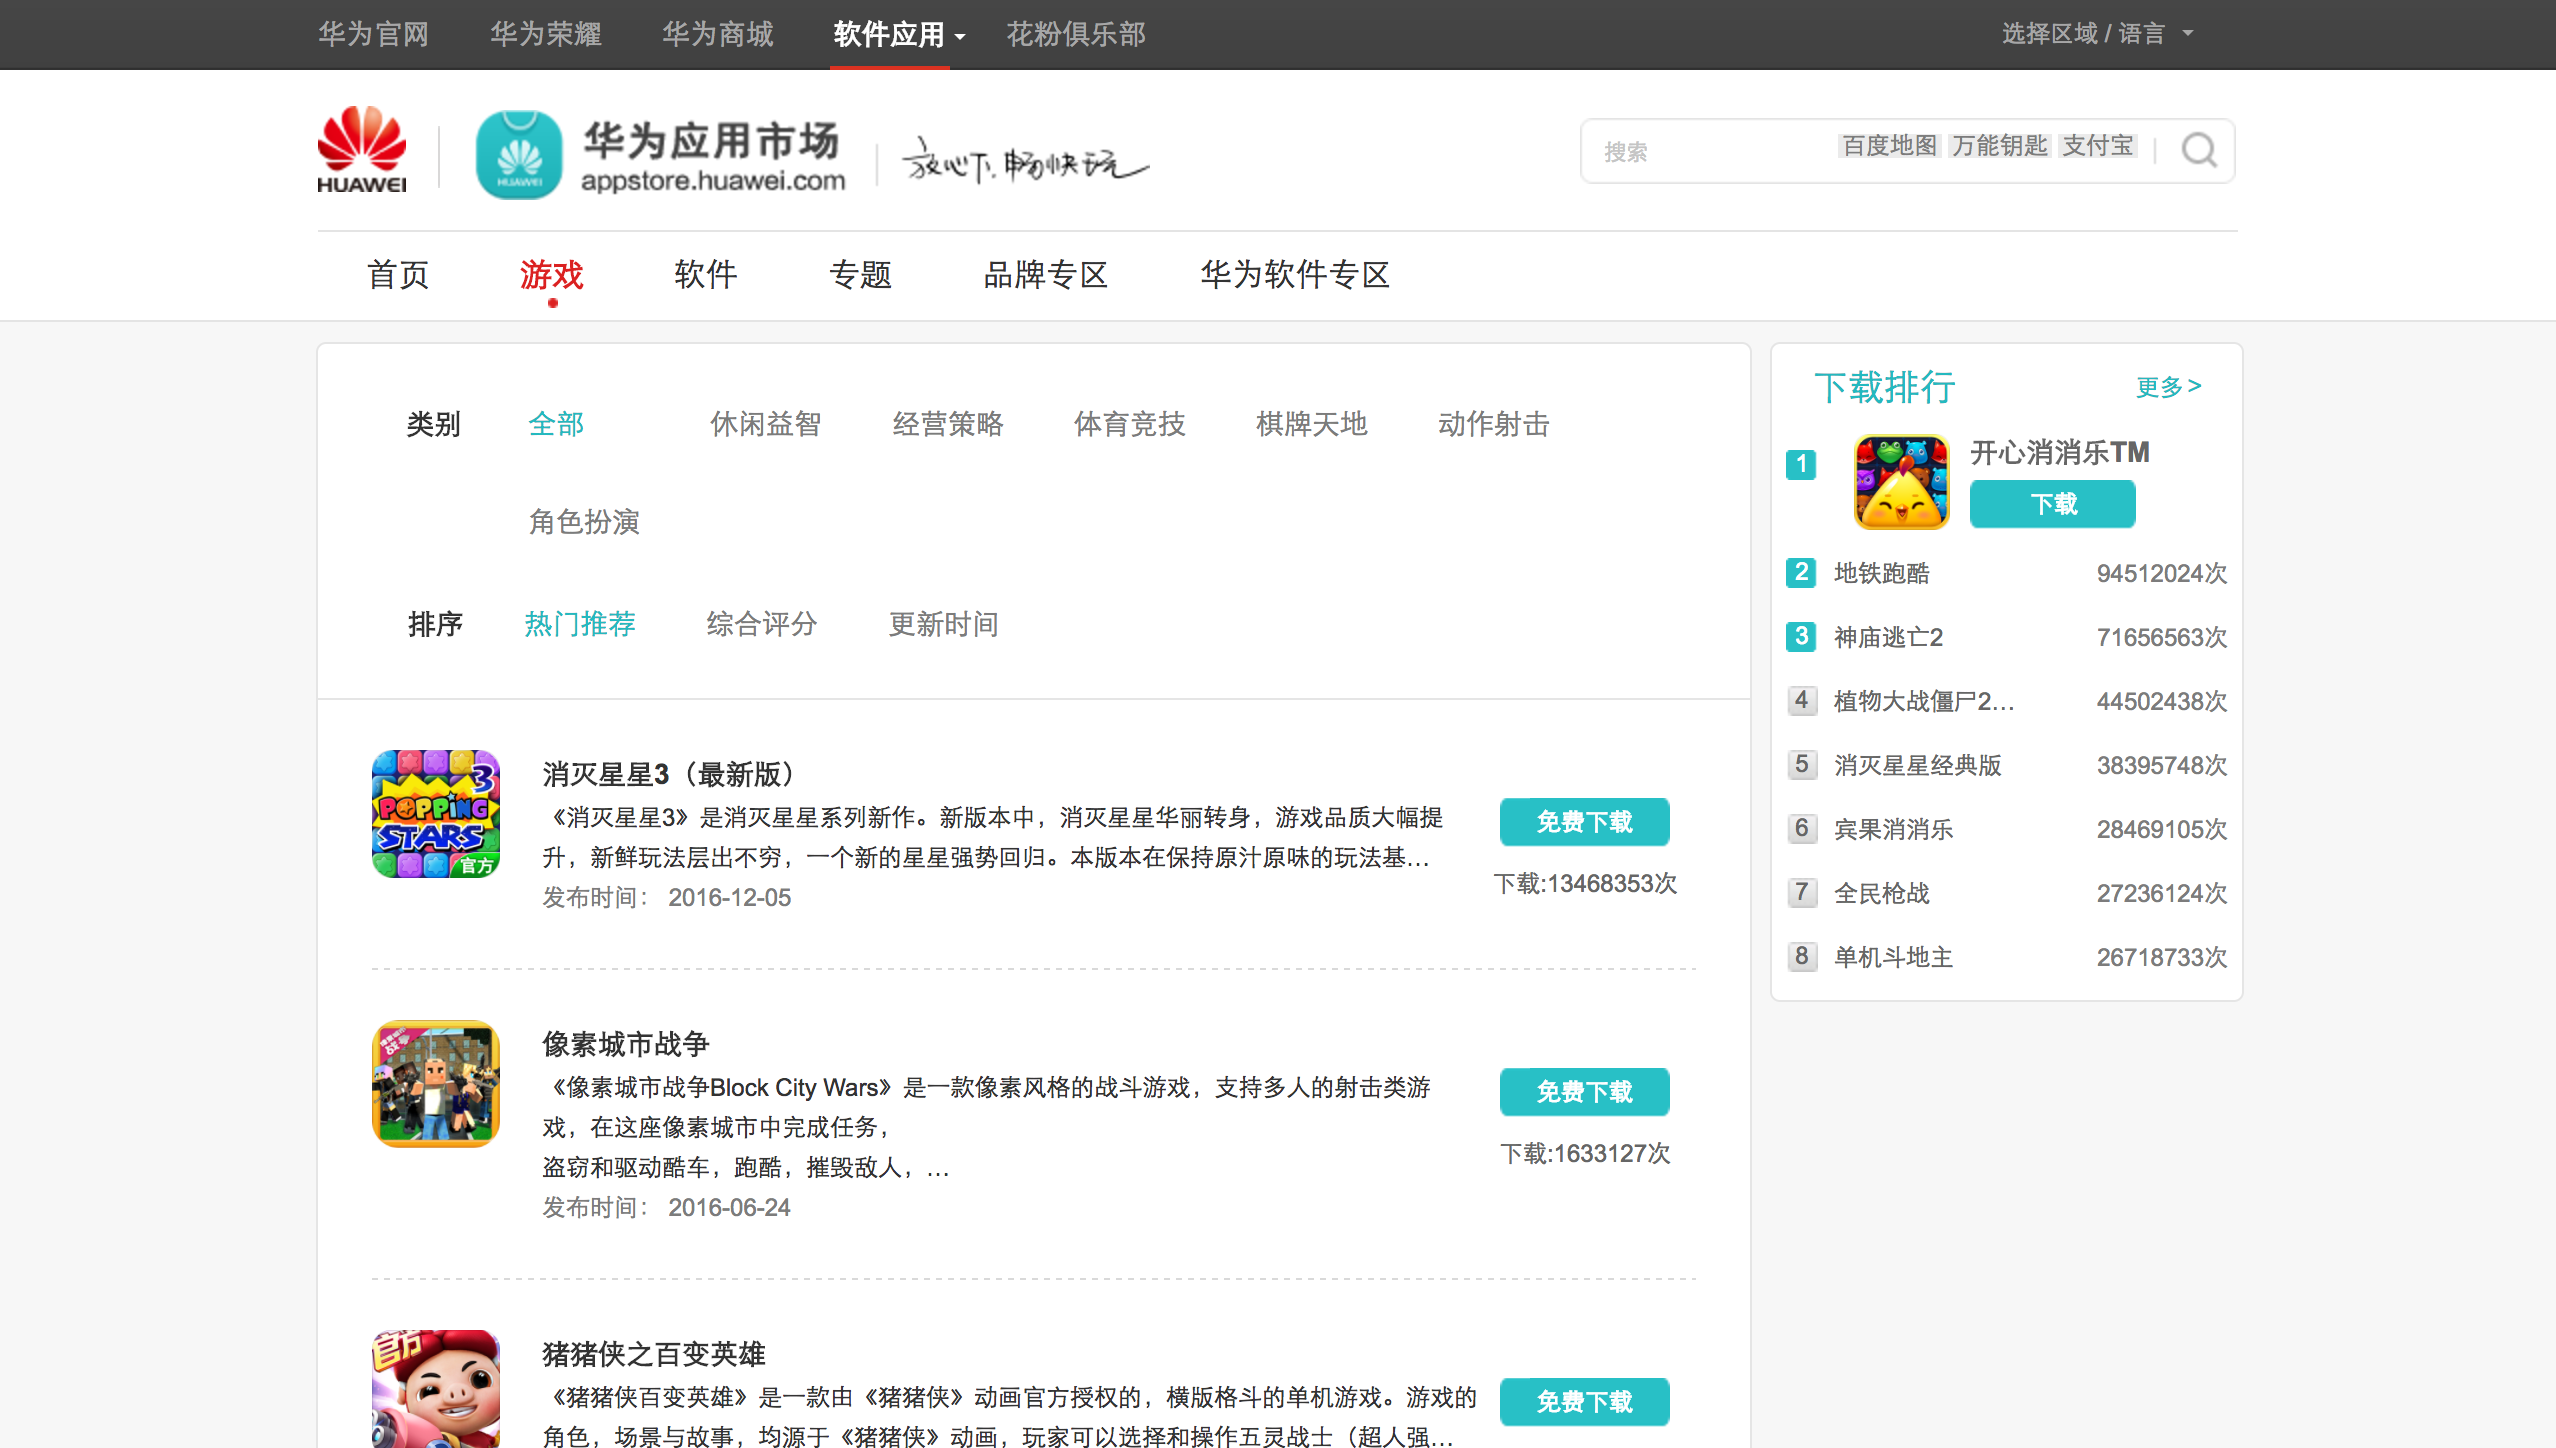 华为官网 华为荣耀 华为商城 软件应用 花粉俱乐部 选择区域 / 语言
HUAWEI
HUAWEI
华为应用市场
appstore.huawei.com
放心下,畅快玩
搜索 百度地图 万能钥匙 支付宝
首页 游戏 软件 专题 品牌专区 华为软件专区
类别 全部 休闲益智 经营策略 体育竞技 棋牌天地 动作射击
角色扮演
排序 热门推荐 综合评分 更新时间
POPPING
STARS
3
官方
消灭星星3（最新版）
《消灭星星3》是消灭星星系列新作。新版本中，消灭星星华丽转身，游戏品质大幅提
升，新鲜玩法层出不穷，一个新的星星强势回归。本版本在保持原汁原味的玩法基...
发布时间： 2016-12-05
免费下载
下载:13468353次
像素城市战争
《像素城市战争Block City Wars》是一款像素风格的战斗游戏，支持多人的射击类游
戏，在这座像素城市中完成任务，
盗窃和驱动酷车，跑酷，摧毁敌人，...
发布时间： 2016-06-24
免费下载
下载:1633127次
官方
猪猪侠之百变英雄
《猪猪侠百变英雄》是一款由《猪猪侠》动画官方授权的，横版格斗的单机游戏。游戏的
角色，场景与故事，均源于《猪猪侠》动画，玩家可以选择和操作五灵战士（超人强...
免费下载
下载排行 更多>
1 开心消消乐TM
下载
2 地铁跑酷 94512024次
3 神庙逃亡2 71656563次
4 植物大战僵尸2... 44502438次
5 消灭星星经典版 38395748次
6 宾果消消乐 28469105次
7 全民枪战 27236124次
8 单机斗地主 26718733次